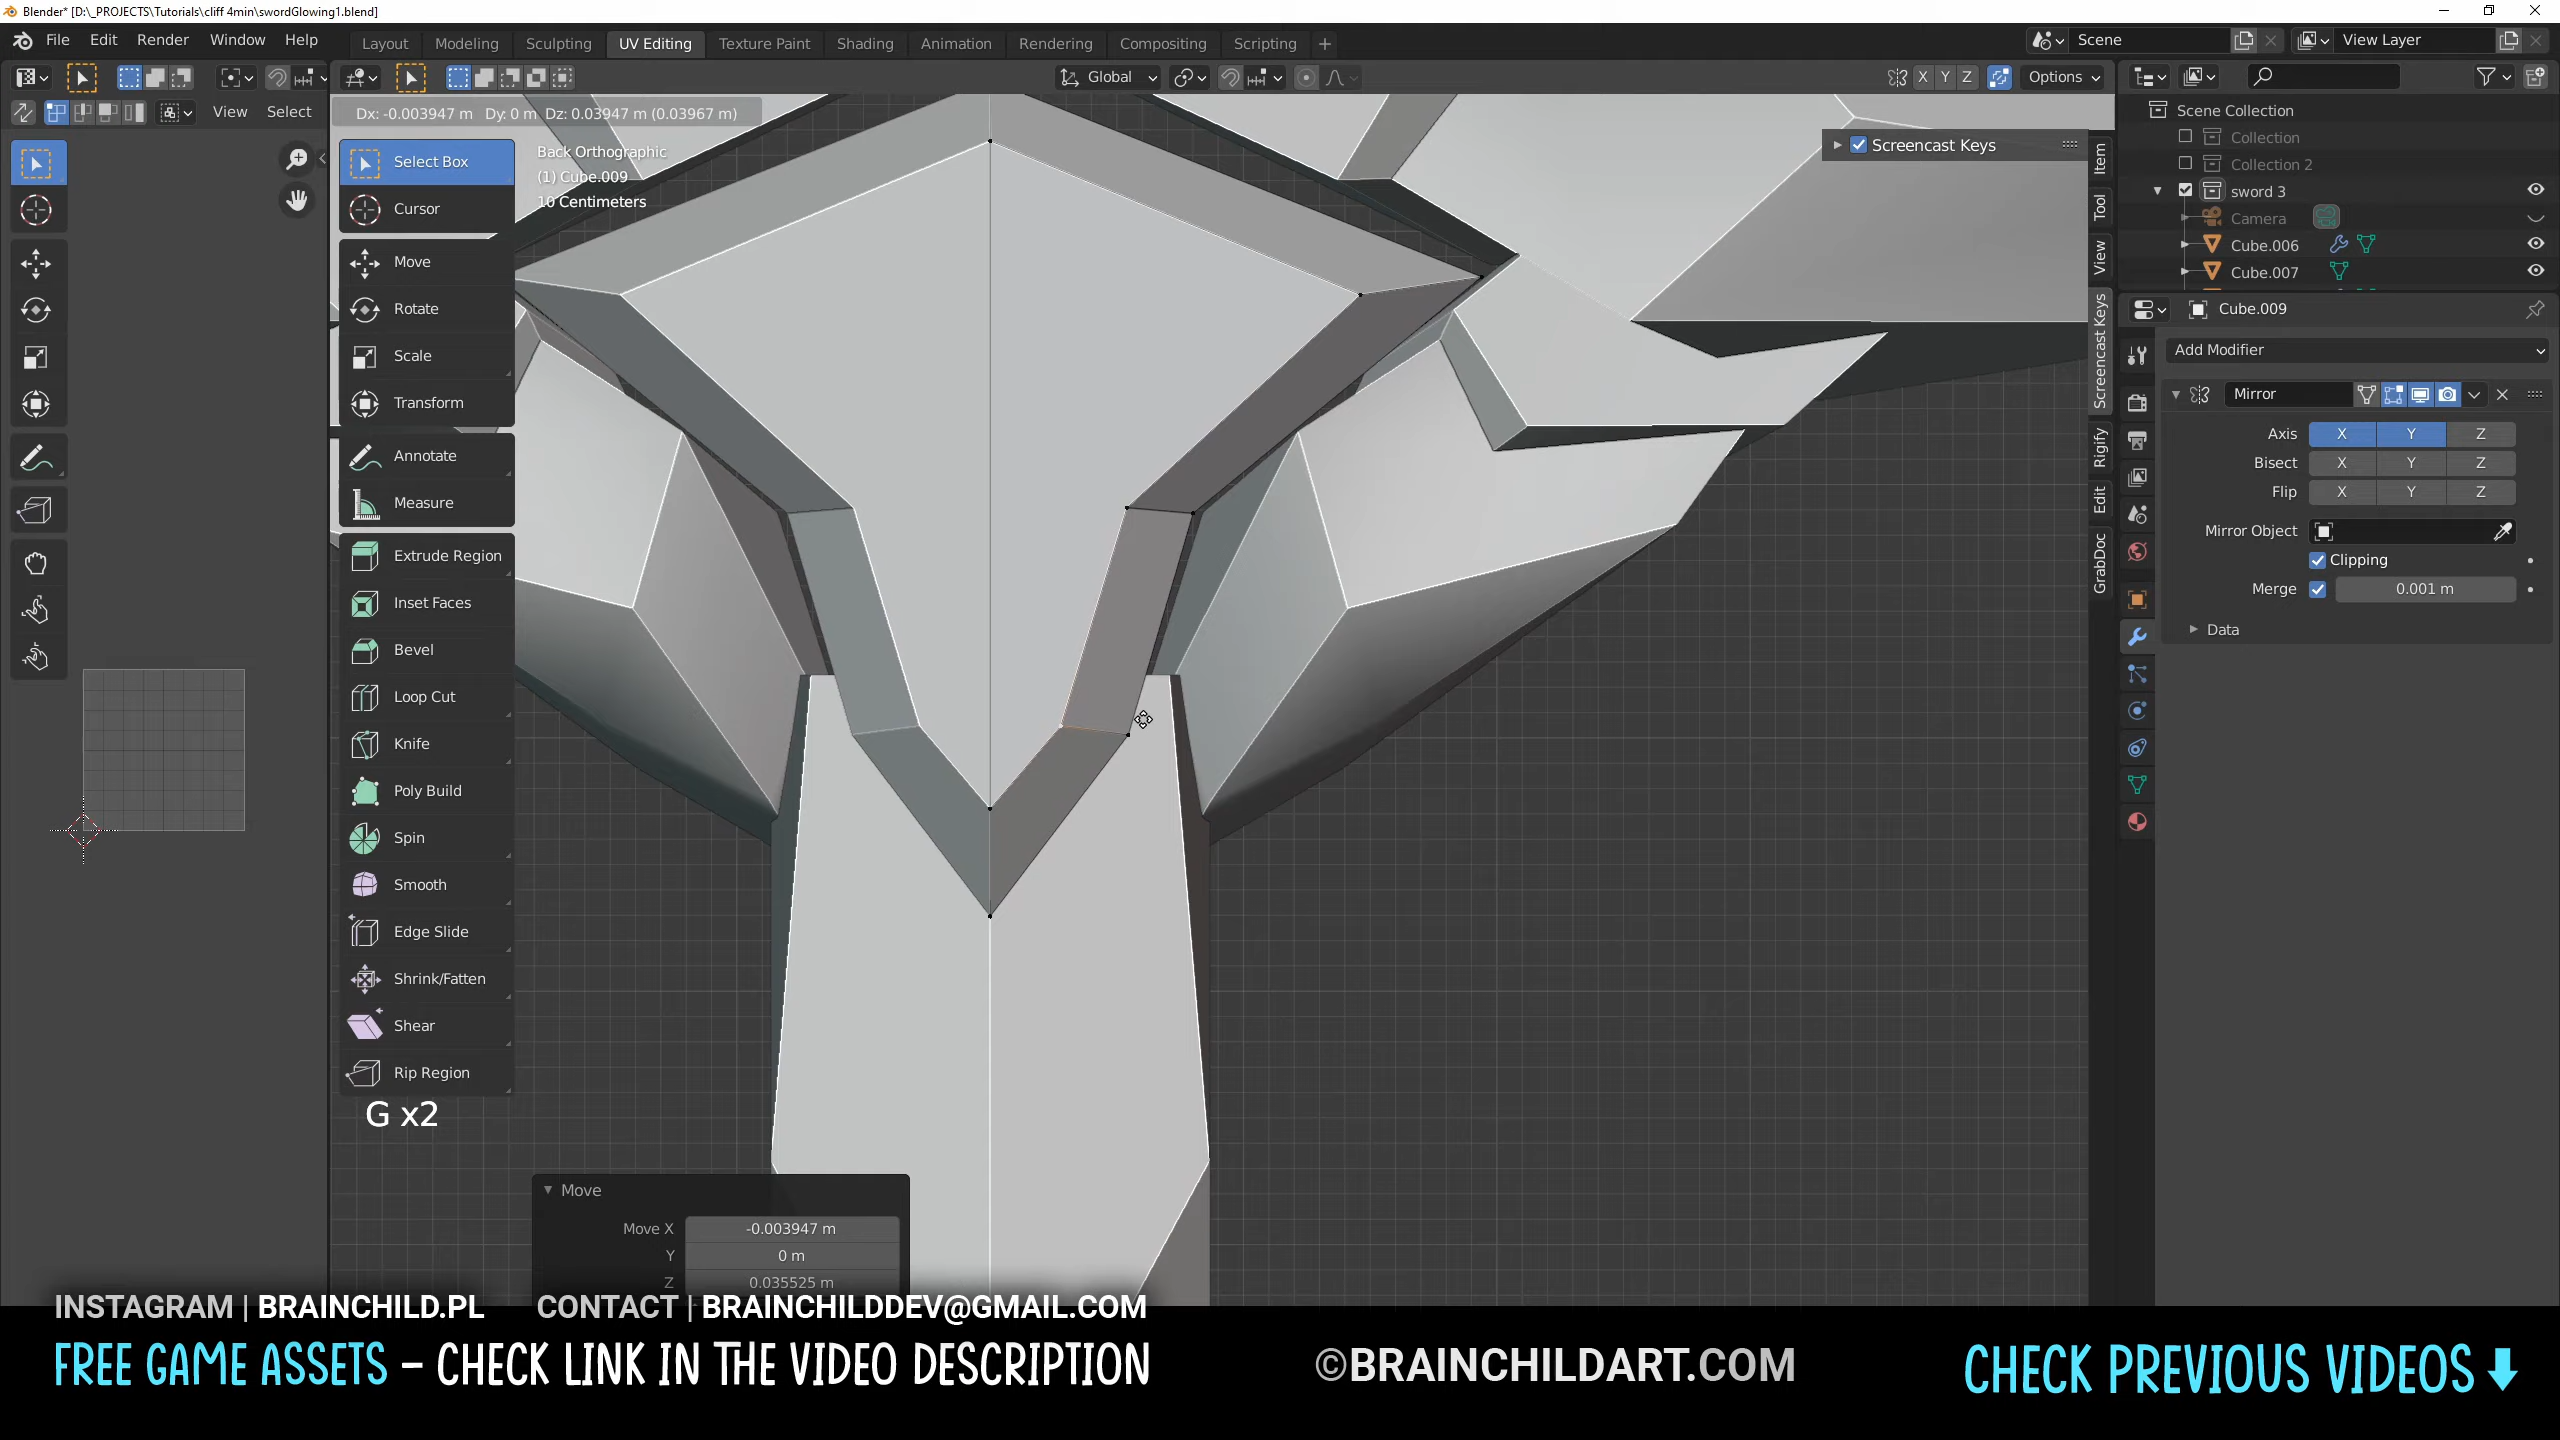 Blender* [D:\_PROJECTS\Tutorials\cliff 4min\swordGlowing1.blend]
File Edit Render Window Help
Layout Modeling Sculpting UV Editing Texture Paint Shading Animation Rendering Compositing Scripting +
Scene
View Layer
Global
X Y Z
Options
View Select
Dx: -0.003947 m Dy: 0 m Dz: 0.03947 m (0.03967 m)
Back Orthographic
(1) Cube.009
10 Centimeters
Select Box
Cursor
Move
Rotate
Scale
Transform
Annotate
Measure
Extrude Region
Inset Faces
Bevel
Loop Cut
Knife
Poly Build
Spin
Smooth
Edge Slide
Shrink/Fatten
Shear
Rip Region
G x2
Move
Move X -0.003947 m
Y 0 m
Z 0.035525 m
Screencast Keys
Item
Tool
View
Screencast Keys
Rigify
Edit
GrabDoc
Scene Collection
Collection
Collection 2
sword 3
Camera
Cube.006
Cube.007
Cube.009
Add Modifier
Mirror
Axis X Y Z
Bisect X Y Z
Flip X Y Z
Mirror Object
Clipping
Merge 0.001 m
Data
INSTAGRAM | BRAINCHILD.PL CONTACT | BRAINCHILDDEV@GMAIL.COM
FREE GAME ASSETS – CHECK LINK IN THE VIDEO DESCRIPTION
©BRAINCHILDART.COM
CHECK PREVIOUS VIDEOS